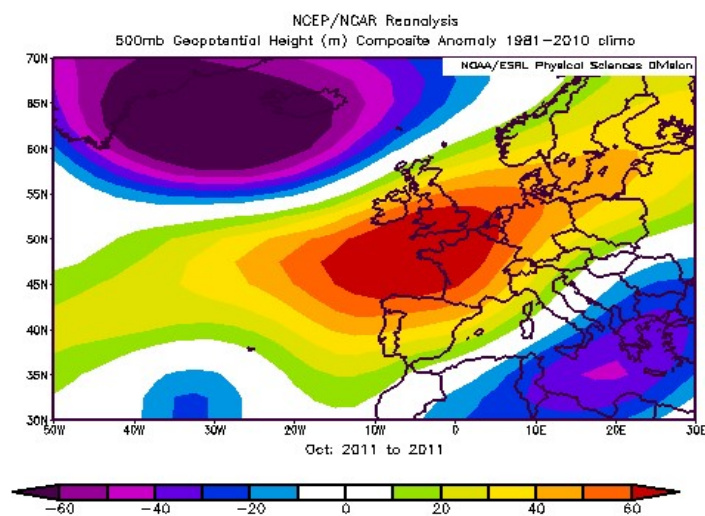 NCEP/NCAR Reanalysis
500mb Geopotential Height (m) Composite Anomaly 1981-2010 climo
NOAA/ESRL Physical Sciences Division
70N
65N
60N
55N
50N
45N
40N
35N
30N
50W 40W 30W 20W 10W 0 10E 20E 30E
Oct: 2011 to 2011
-60 -40 -20 0 20 40 60